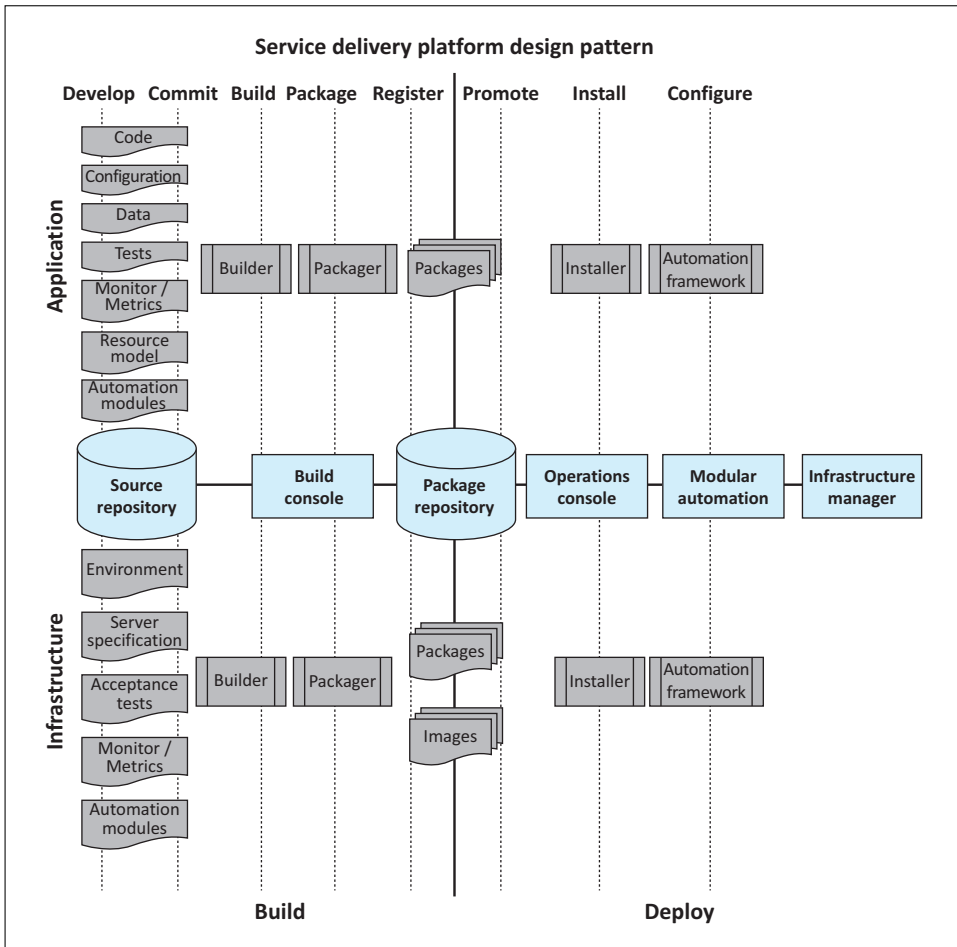 Service delivery platform design pattern
Develop Commit Build Package Register Promote Install Configure
Application
Code
Configuration
Data
Tests
Monitor /
Metrics
Resource
model
Automation
modules
Builder
Packager
Packages
Installer
Automation
framework
Source
repository
Build
console
Package
repository
Operations
console
Modular
automation
Infrastructure
manager
Infrastructure
Environment
Server
specification
Acceptance
tests
Monitor /
Metrics
Automation
modules
Builder
Packager
Packages
Images
Installer
Automation
framework
Build
Deploy